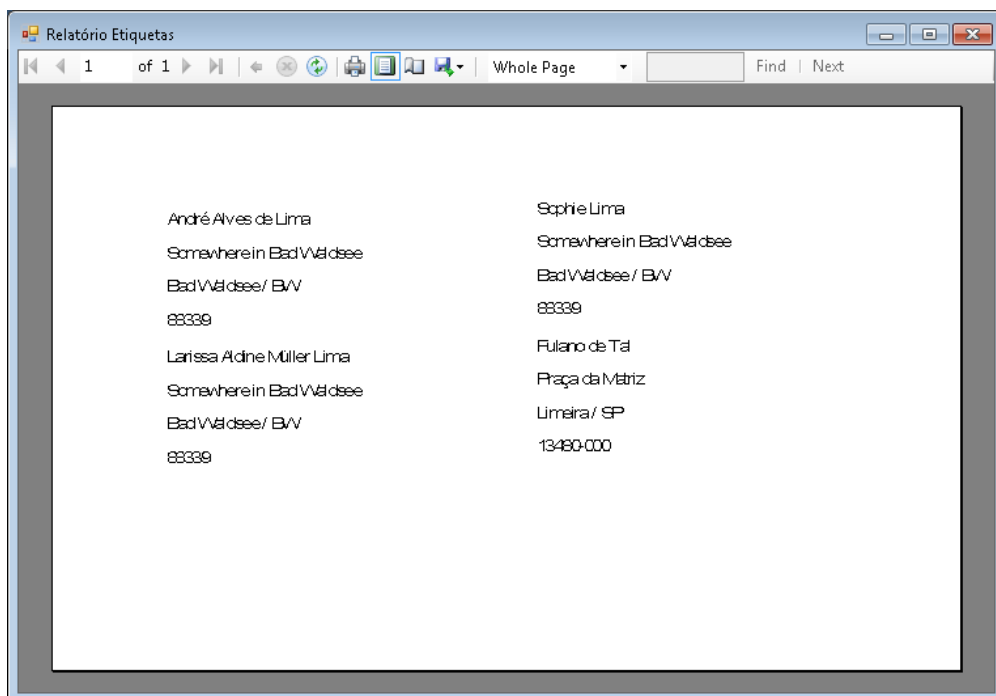 Relatório Etiquetas
1 of 1 Whole Page Find | Next
André Alves de Lima
Somewhere in Bad Waldsee
Bad Waldsee / BW
88339
Larissa Aldine Müller Lima
Somewhere in Bad Waldsee
Bad Waldsee / BW
88339
Sophie Lima
Somewhere in Bad Waldsee
Bad Waldsee / BW
88339
Fulano de Tal
Praça da Matriz
Limeira / SP
13480-000